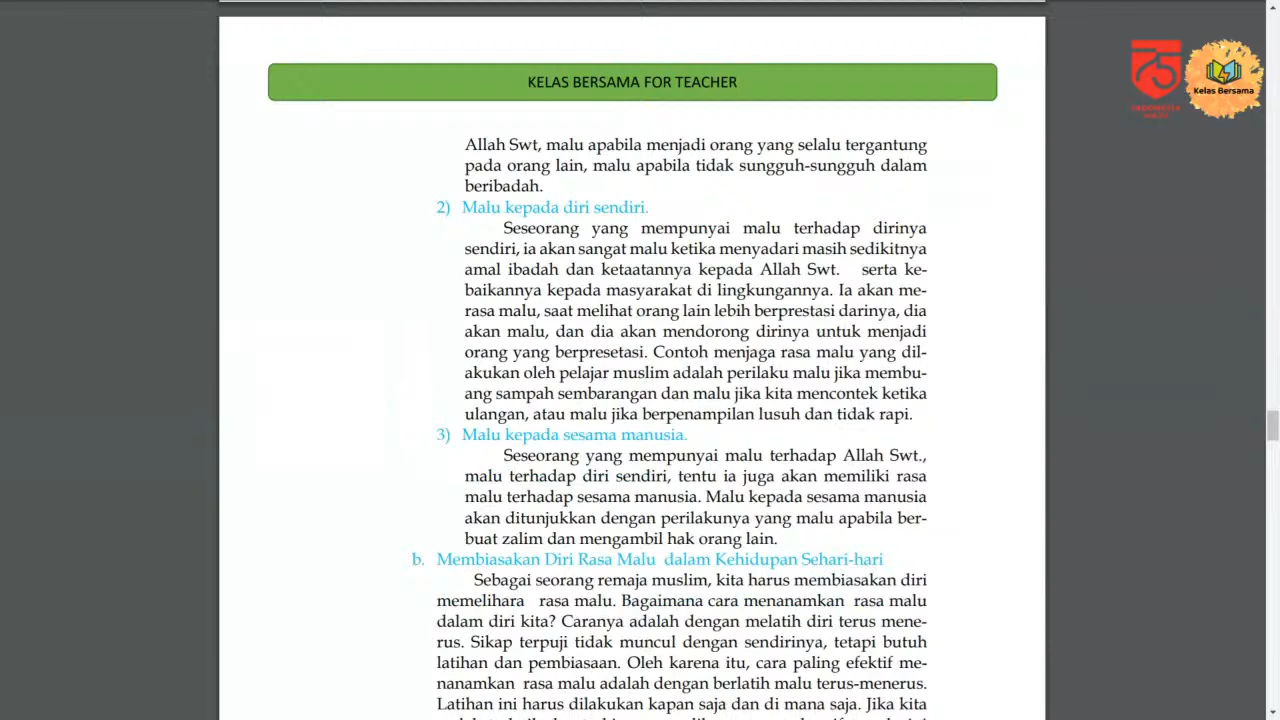 KELAS BERSAMA FOR TEACHER
Kelas Bersama
Allah Swt, malu apabila menjadi orang yang selalu tergantung
pada orang lain, malu apabila tidak sungguh-sungguh dalam
beribadah.
2) Malu kepada diri sendiri.
Seseorang yang mempunyai malu terhadap dirinya
sendiri, ia akan sangat malu ketika menyadari masih sedikitnya
amal ibadah dan ketaatannya kepada Allah Swt. serta ke-
baikannya kepada masyarakat di lingkungannya. Ia akan me-
rasa malu, saat melihat orang lain lebih berprestasi darinya, dia
akan malu, dan dia akan mendorong dirinya untuk menjadi
orang yang berpresetasi. Contoh menjaga rasa malu yang dil-
akukan oleh pelajar muslim adalah perilaku malu jika membu-
ang sampah sembarangan dan malu jika kita mencontek ketika
ulangan, atau malu jika berpenampilan lusuh dan tidak rapi.
3) Malu kepada sesama manusia.
Seseorang yang mempunyai malu terhadap Allah Swt.,
malu terhadap diri sendiri, tentu ia juga akan memiliki rasa
malu terhadap sesama manusia. Malu kepada sesama manusia
akan ditunjukkan dengan perilakunya yang malu apabila ber-
buat zalim dan mengambil hak orang lain.
b. Membiasakan Diri Rasa Malu dalam Kehidupan Sehari-hari
Sebagai seorang remaja muslim, kita harus membiasakan diri
memelihara rasa malu. Bagaimana cara menanamkan rasa malu
dalam diri kita? Caranya adalah dengan melatih diri terus mene-
rus. Sikap terpuji tidak muncul dengan sendirinya, tetapi butuh
latihan dan pembiasaan. Oleh karena itu, cara paling efektif me-
nanamkan rasa malu adalah dengan berlatih malu terus-menerus.
Latihan ini harus dilakukan kapan saja dan di mana saja. Jika kita